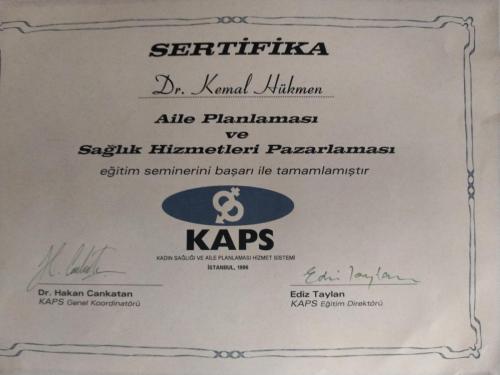 SERTİFİKA
Dr. Kemal Hükmen
Aile Planlaması
ve
Sağlık Hizmetleri Pazarlaması
eğitim seminerini başarı ile tamamlamıştır
KAPS
KADIN SAĞLIĞI VE AİLE PLANLAMASI HİZMET SİSTEMİ
İSTANBUL, 1996
Dr. Hakan Cankatan
KAPS Genel Koordinatörü
Ediz Taylan
Ediz Taylan
KAPS Eğitim Direktörü